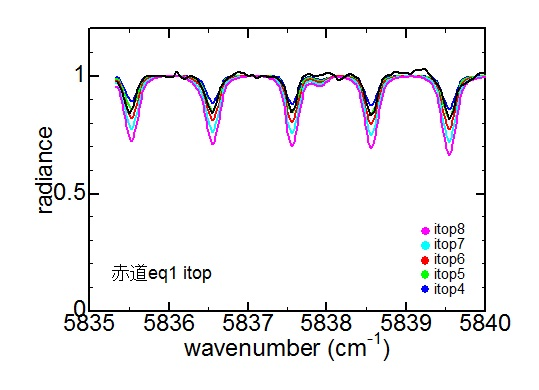 1
0.5
0
radiance
itop8
itop7
itop6
itop5
itop4
赤道eq1 itop
5835 5836 5837 5838 5839 5840
wavenumber (cm⁻¹)